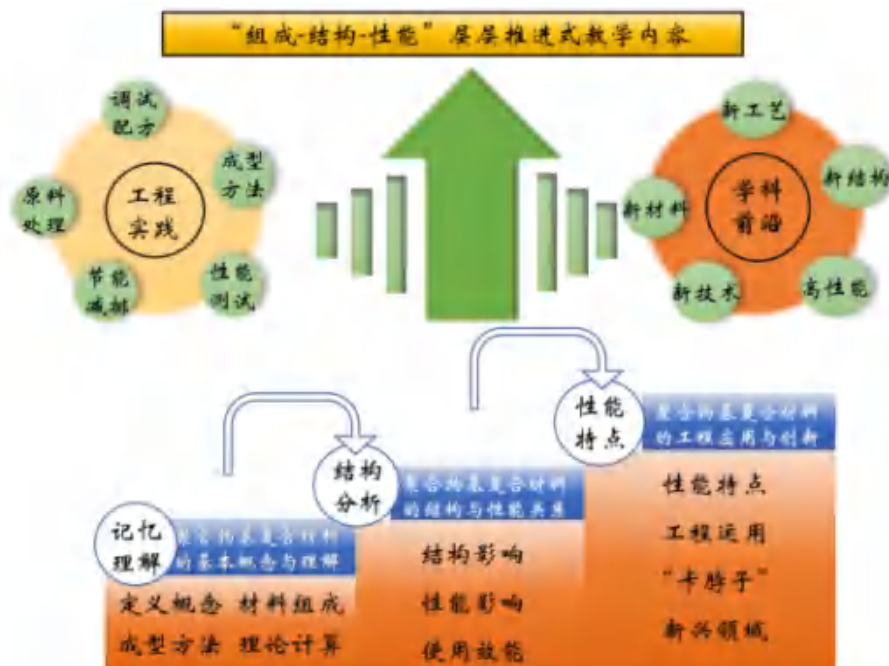 “组成-结构-性能”层层推进式教学内容
调试
配方
成型
方法
原料
处理
工程
实践
节能
减排
性能
测试
新工艺
新结构
新材料
学科
前沿
新技术
高性能
性能
特点
聚合物基复合材料
的工程应用与创新
性能特点
工程运用
“卡脖子”
新兴领域
结构
分析
聚合物基复合材料
的结构与性能关系
结构影响
性能影响
使用效能
记忆
理解
聚合物基复合材料
的基本概念与理解
定义概念 材料组成
成型方法 理论计算